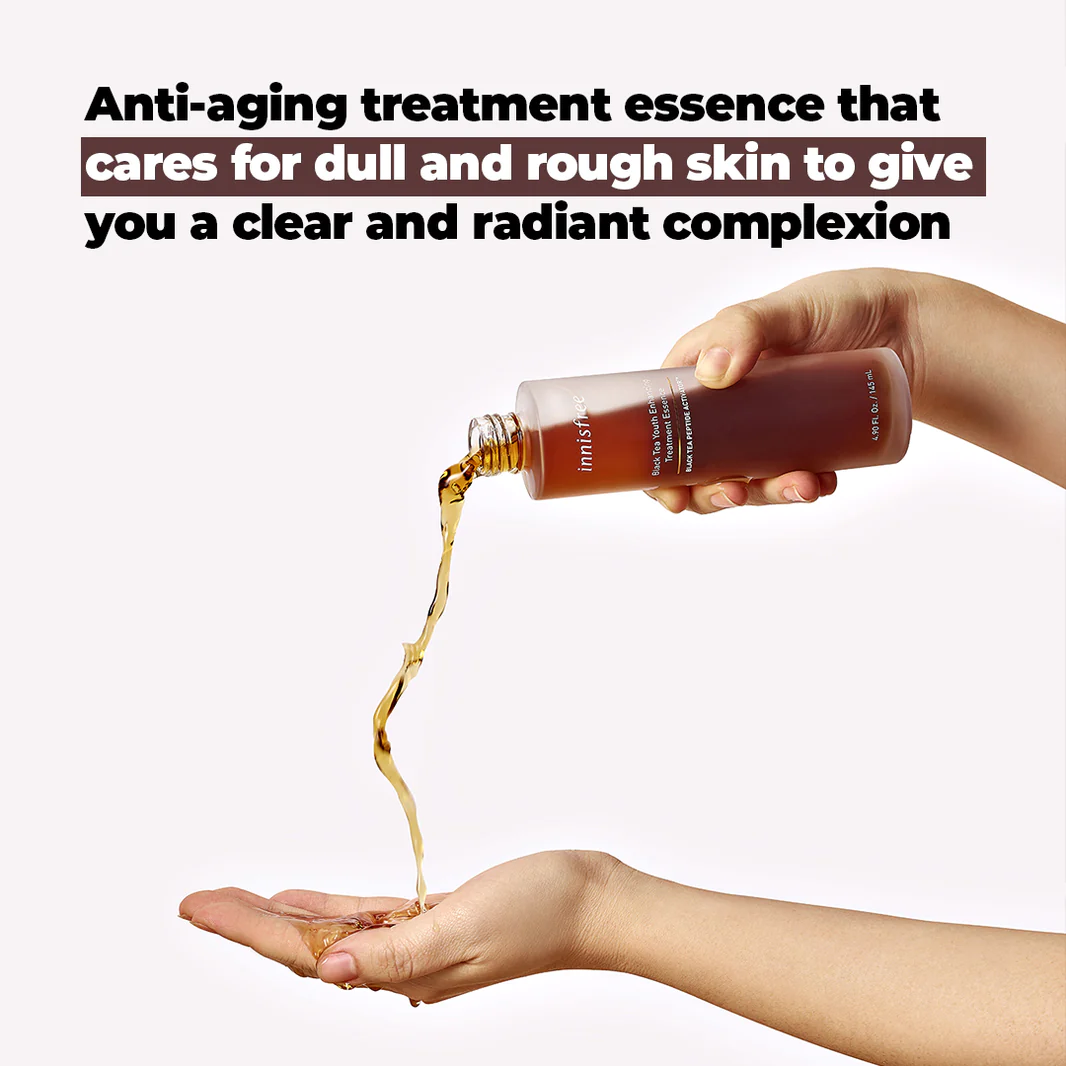 Anti-aging treatment essence that
cares for dull and rough skin to give
you a clear and radiant complexion
innisfree
Black Tea Youth Enhancing
Treatment Essence
BLACK TEA PEPTIDE ACTIVATOR™
4.90 FL. Oz. / 145 mL